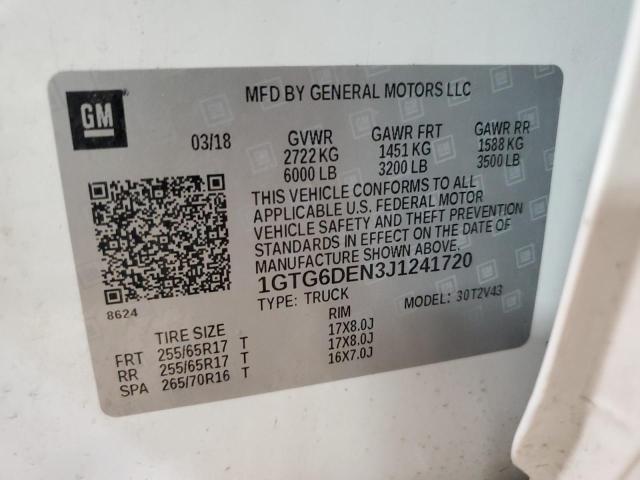 GM
MFD BY GENERAL MOTORS LLC
03/18 GVWR GAWR FRT GAWR RR
2722 KG 1451 KG 1588 KG
6000 LB 3200 LB 3500 LB
THIS VEHICLE CONFORMS TO ALL
APPLICABLE U.S. FEDERAL MOTOR
VEHICLE SAFETY AND THEFT PREVENTION
STANDARDS IN EFFECT ON THE DATE OF
MANUFACTURE SHOWN ABOVE.
1GTG6DEN3J1241720
TYPE: TRUCK MODEL: 30T2V43
8624
TIRE SIZE RIM
FRT 255/65R17 T 17X8.0J
RR 255/65R17 T 17X8.0J
SPA 265/70R16 T 16X7.0J